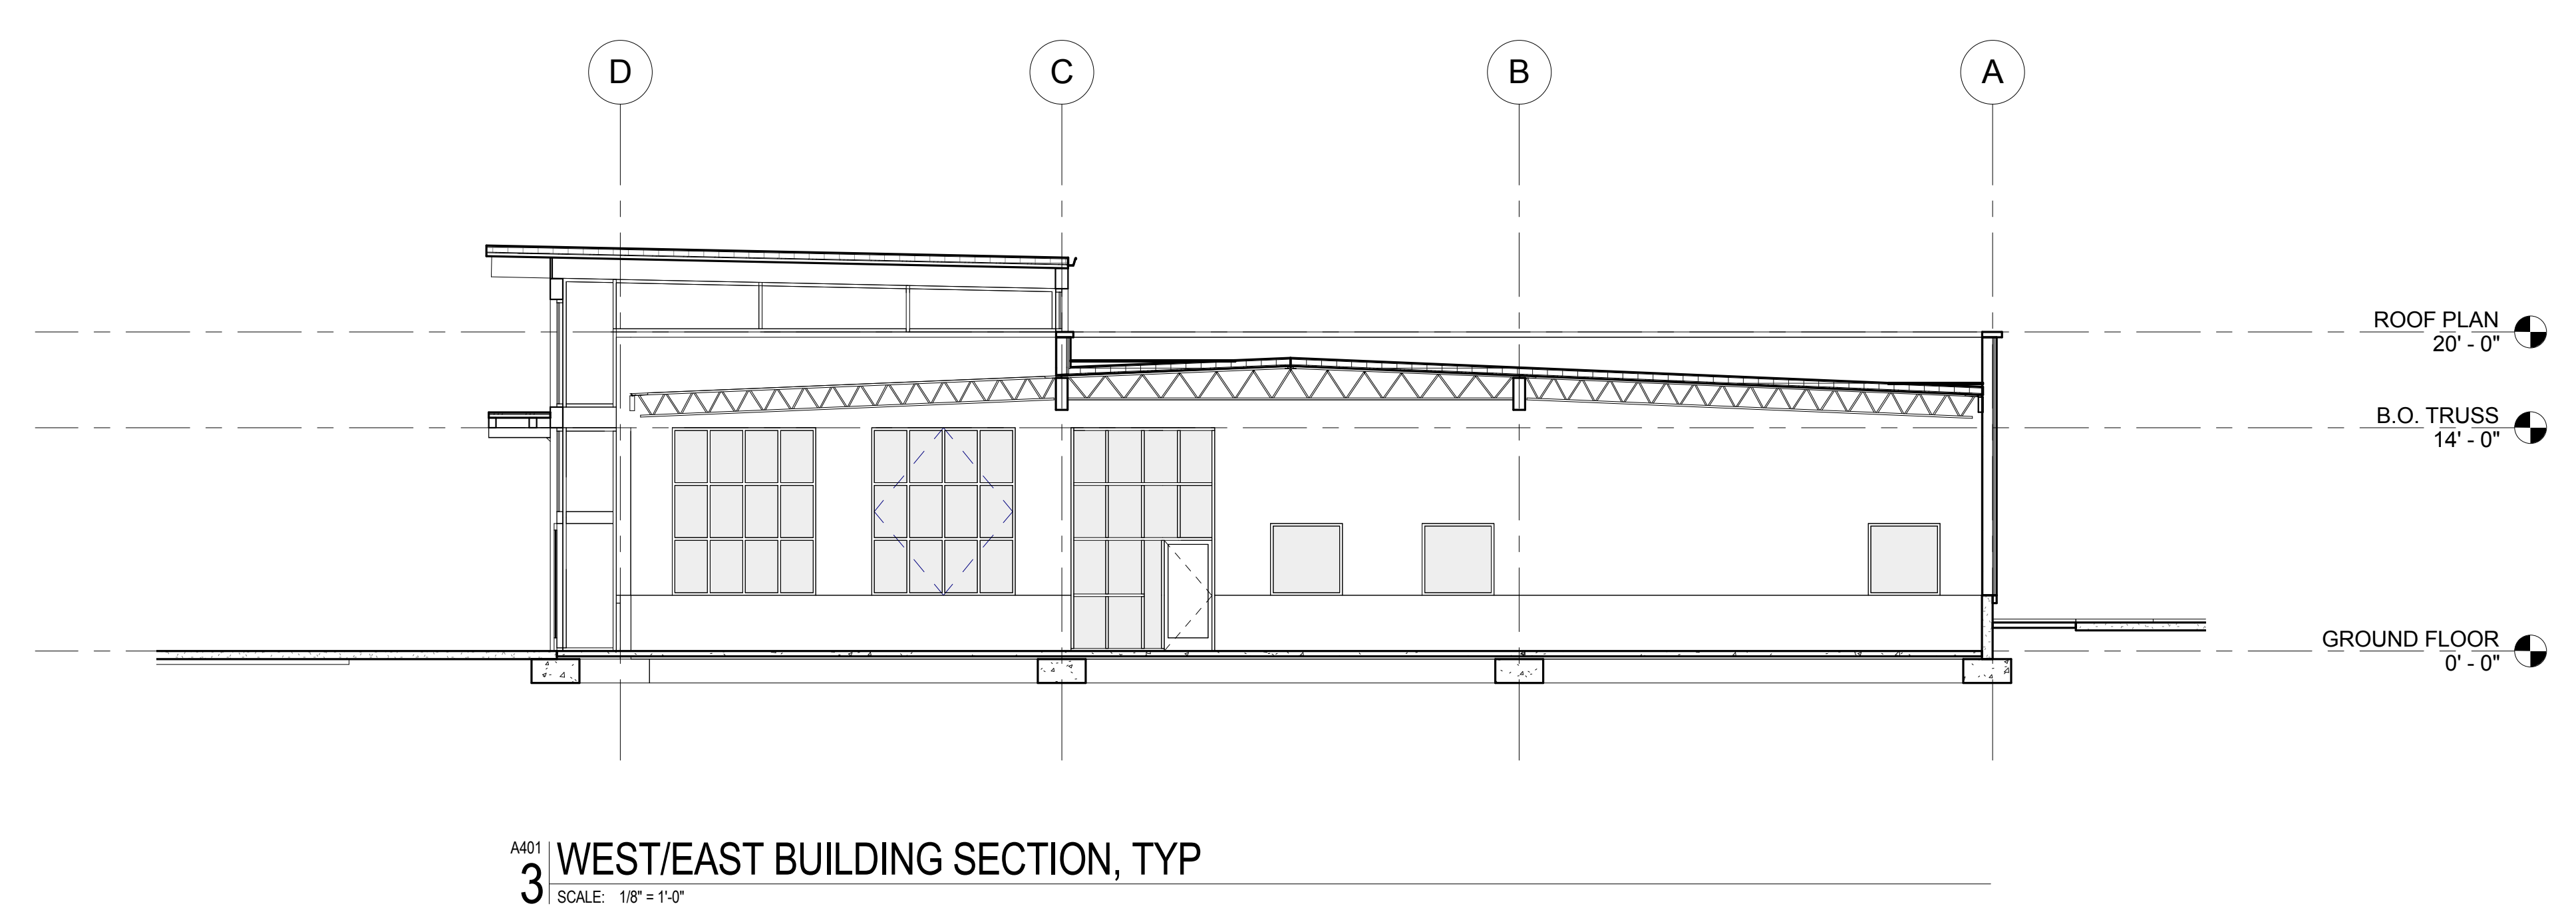 D C B A
ROOF PLAN
20' - 0"
B.O. TRUSS
14' - 0"
GROUND FLOOR
0' - 0"
A401
3
WEST/EAST BUILDING SECTION, TYP
SCALE: 1/8" = 1'-0"